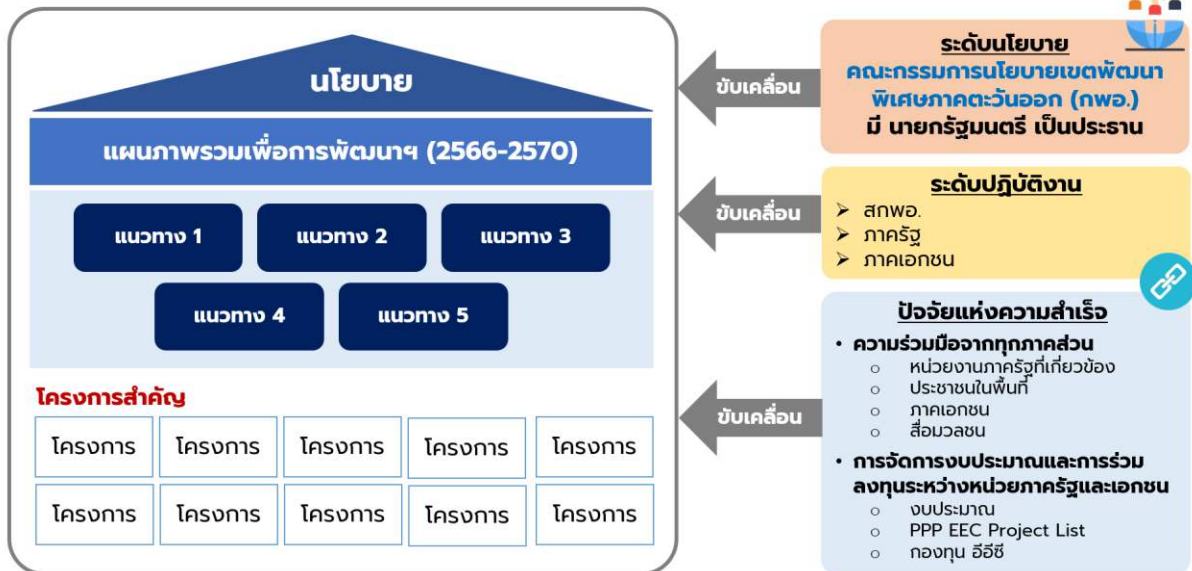 นโยบาย
แผนภาพรวมเพื่อการพัฒนาฯ (2566-2570)
แนวทาง 1
แนวทาง 2
แนวทาง 3
แนวทาง 4
แนวทาง 5
โครงการสำคัญ
โครงการ
โครงการ
โครงการ
โครงการ
โครงการ
โครงการ
โครงการ
โครงการ
โครงการ
โครงการ
ขับเคลื่อน
ระดับนโยบาย
คณะกรรมการนโยบายเขตพัฒนา
พิเศษภาคตะวันออก (กพอ.)
มี นายกรัฐมนตรี เป็นประธาน
ขับเคลื่อน
ระดับปฏิบัติงาน
➢ สกพอ.
➢ ภาครัฐ
➢ ภาคเอกชน
ขับเคลื่อน
ปัจจัยแห่งความสำเร็จ
• ความร่วมมือจากทุกภาคส่วน
o หน่วยงานภาครัฐที่เกี่ยวข้อง
o ประชาชนในพื้นที่
o ภาคเอกชน
o สื่อมวลชน
• การจัดการงบประมาณและการร่วม
ลงทุนระหว่างหน่วยภาครัฐและเอกชน
o งบประมาณ
o PPP EEC Project List
o กองทุน อีอีซี